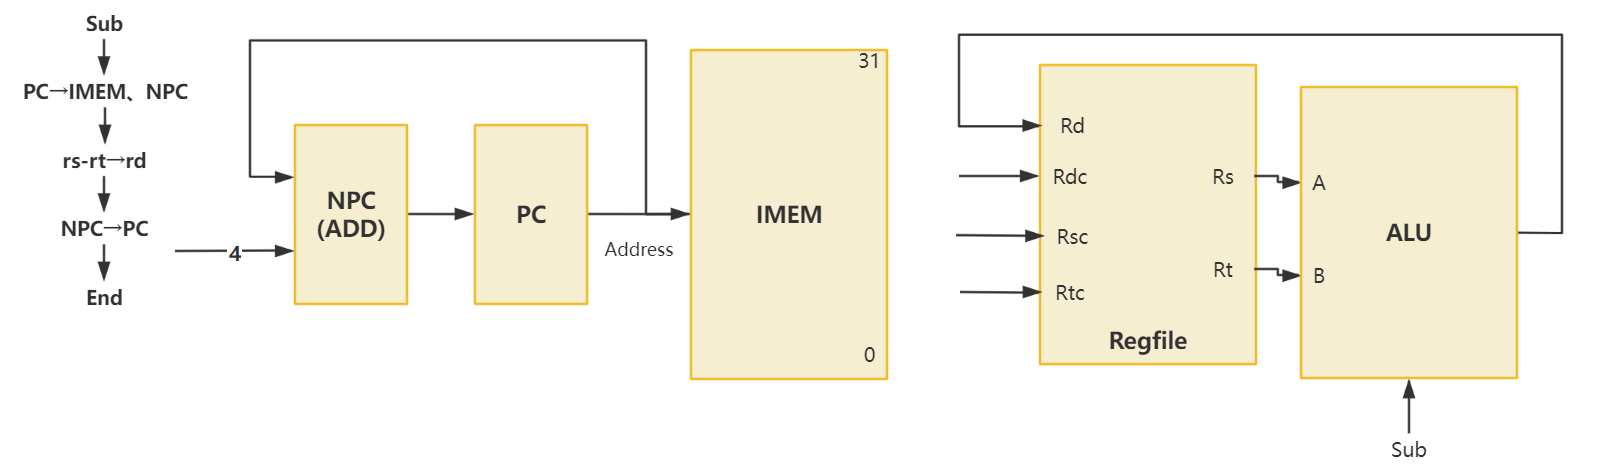 Sub
PC→IMEM、NPC
rs-rt→rd
NPC→PC
End
4
NPC
(ADD)
PC
Address
31
IMEM
0
Rd
Rdc
Rsc
Rtc
Rs
Rt
Regfile
A
B
ALU
Sub